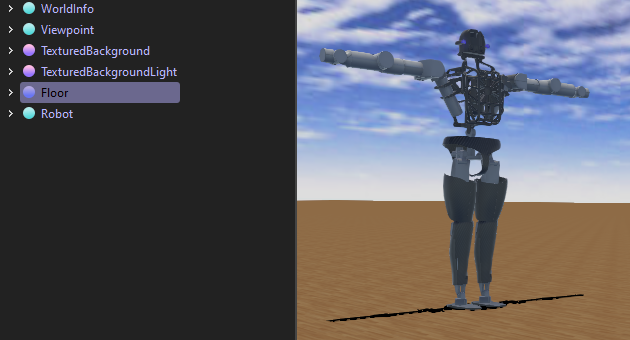 WorldInfo
Viewpoint
TexturedBackground
TexturedBackgroundLight
Floor
Robot